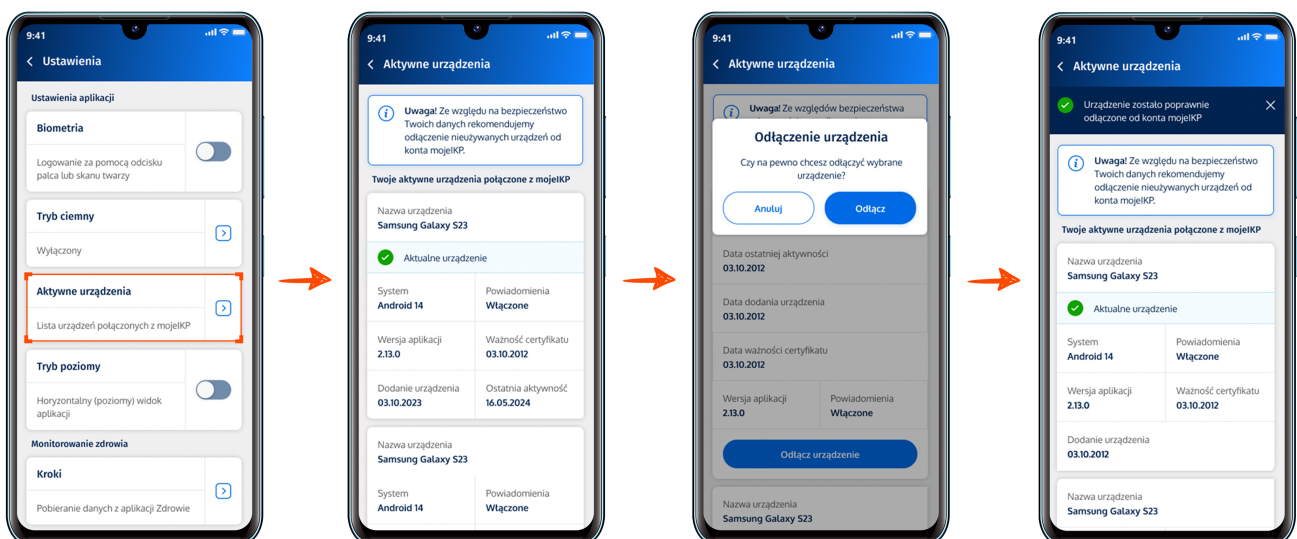 9:41
Ustawienia
Ustawienia aplikacji
Biometria
Logowanie za pomocą odcisku
palca lub skanu twarzy
Tryb ciemny
Wyłączony
Aktywne urządzenia
Lista urządzeń połączonych z mojeIKP
Tryb poziomy
Horyzontalny (poziomy) widok
aplikacji
Monitorowanie zdrowia
Kroki
Pobieranie danych z aplikacji Zdrowie
9:41
Aktywne urządzenia
Uwaga! Ze względu na bezpieczeństwo
Twoich danych rekomendujemy
odłączenie nieużywanych urządzeń od
konta mojeIKP.
Twoje aktywne urządzenia połączone z mojeIKP
Nazwa urządzenia
Samsung Galaxy S23
Aktualne urządzenie
System Powiadomienia
Android 14 Włączone
Wersja aplikacji Ważność certyfikatu
2.13.0 03.10.2012
Dodanie urządzenia Ostatnia aktywność
03.10.2023 16.05.2024
Nazwa urządzenia
Samsung Galaxy S23
System Powiadomienia
Android 14 Włączone
9:41
Aktywne urządzenia
Uwaga! Ze względów bezpieczeństwa
Odłączenie urządzenia
Czy na pewno chcesz odłączyć wybrane
urządzenie?
Anuluj Odłącz
Data ostatniej aktywności
03.10.2012
Data dodania urządzenia
03.10.2012
Data ważności certyfikatu
03.10.2012
Wersja aplikacji Powiadomienia
2.13.0 Włączone
Odłącz urządzenie
Nazwa urządzenia
Samsung Galaxy S23
9:41
Aktywne urządzenia
Urządzenie zostało poprawnie
odłączone od konta mojeIKP
Uwaga! Ze względu na bezpieczeństwo
Twoich danych rekomendujemy
odłączenie nieużywanych urządzeń od
konta mojeIKP.
Twoje aktywne urządzenia połączone z mojeIKP
Nazwa urządzenia
Samsung Galaxy S23
Aktualne urządzenie
System Powiadomienia
Android 14 Włączone
Wersja aplikacji Ważność certyfikatu
2.13.0 03.10.2012
Dodanie urządzenia
03.10.2012
Nazwa urządzenia
Samsung Galaxy S23